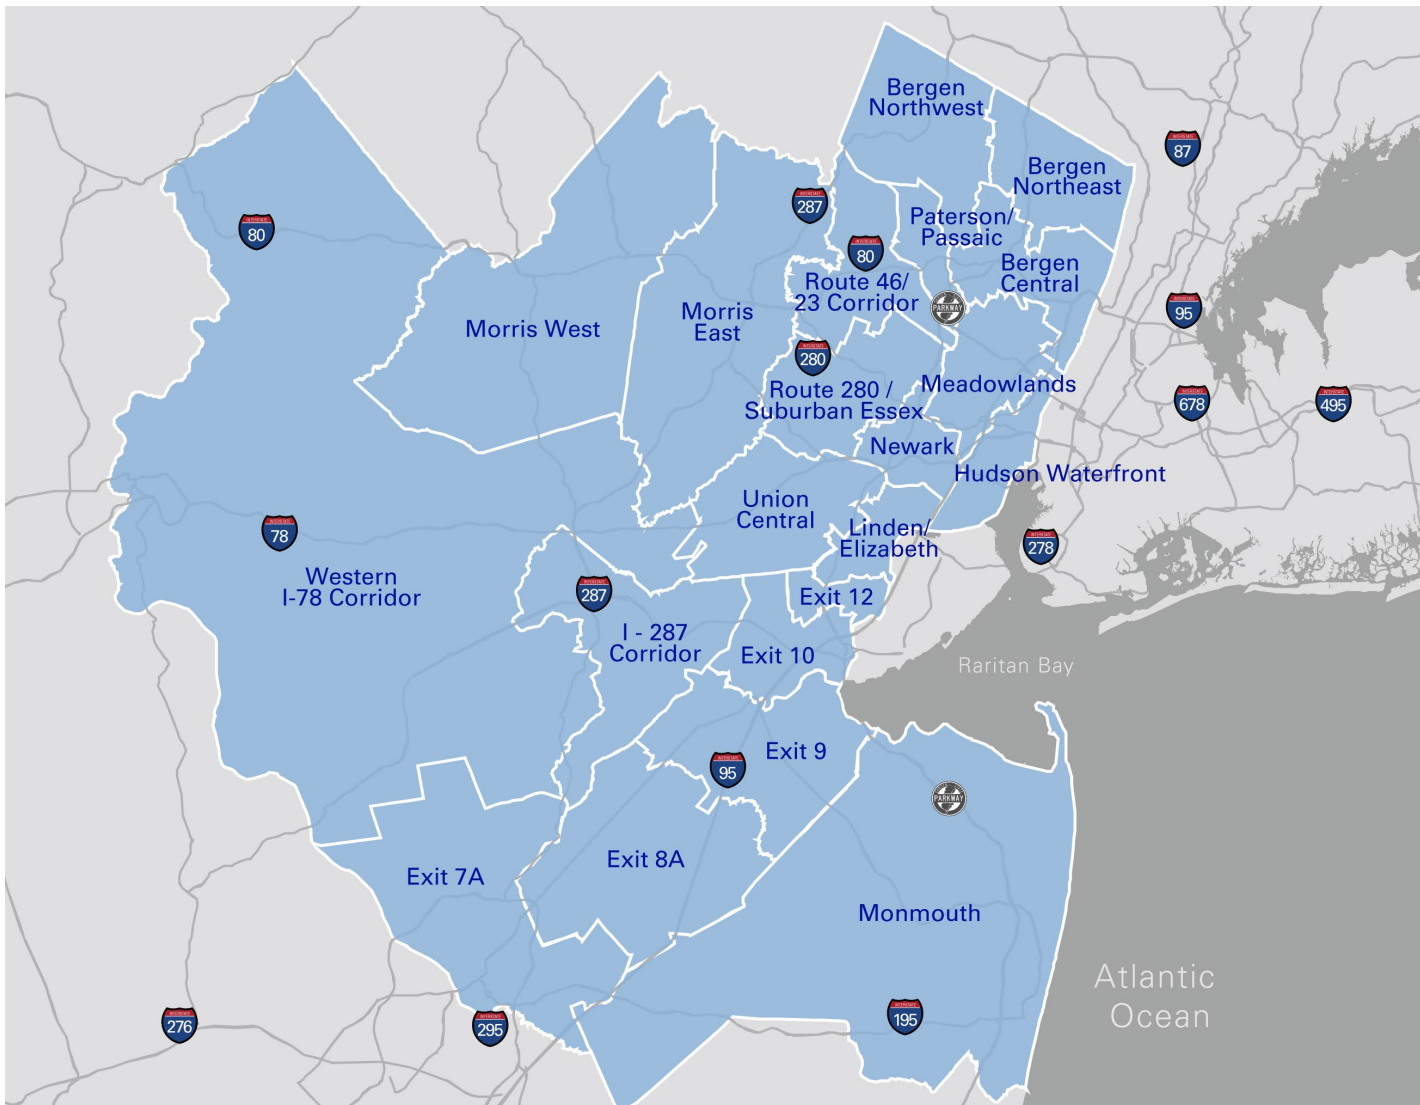 Bergen
Northwest
87
Bergen
Northeast
INTERSTATE
287
Paterson/
Passaic
80
80
Bergen
Central
Route 46/
23 Corridor
PARKWAY
95
Morris
East
Morris West
280
Meadowlands
Route 280 /
Suburban Essex
678
495
Newark
Hudson Waterfront
Union
Central
Linden/
Elizabeth
78
278
Western
I-78 Corridor
287
Exit 12
I - 287
Corridor
Exit 10
Raritan Bay
Exit 9
95
PARKWAY
Exit 8A
Exit 7A
Monmouth
Atlantic
Ocean
276
295
195